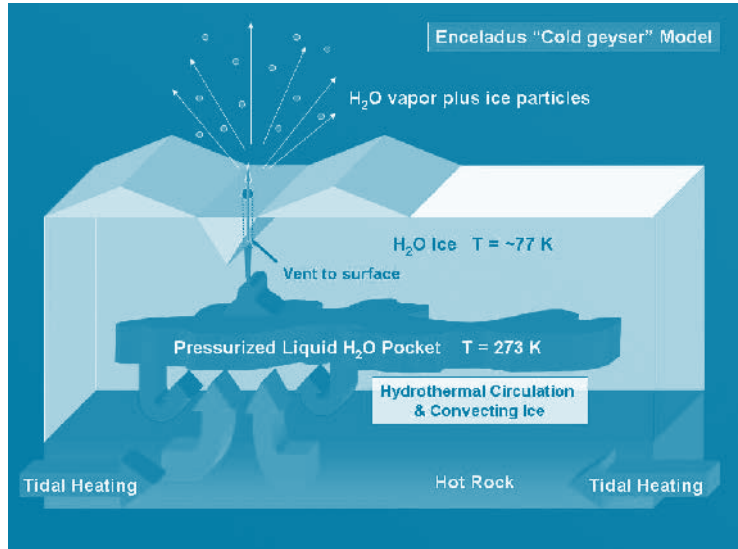 Enceladus “Cold geyser” Model
H₂O vapor plus ice particles
H₂O Ice T = ~77 K
Vent to surface
Pressurized Liquid H₂O Pocket T = 273 K
Hydrothermal Circulation
& Convecting Ice
Tidal Heating
Hot Rock
Tidal Heating